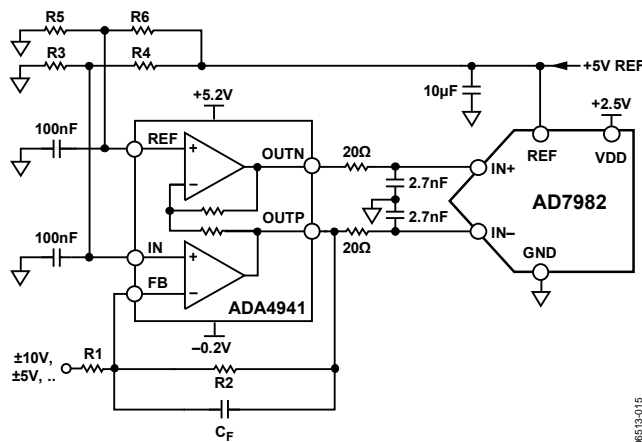 R5
R6
R3
R4
+5V REF
10µF
+5.2V
+2.5V
100nF
REF
OUTN
20Ω
REF
VDD
IN+
2.7nF
AD7982
OUTP
2.7nF
100nF
IN
20Ω
IN–
FB
GND
ADA4941
–0.2V
±10V,
±5V, ..
R1
R2
CF
06513-015